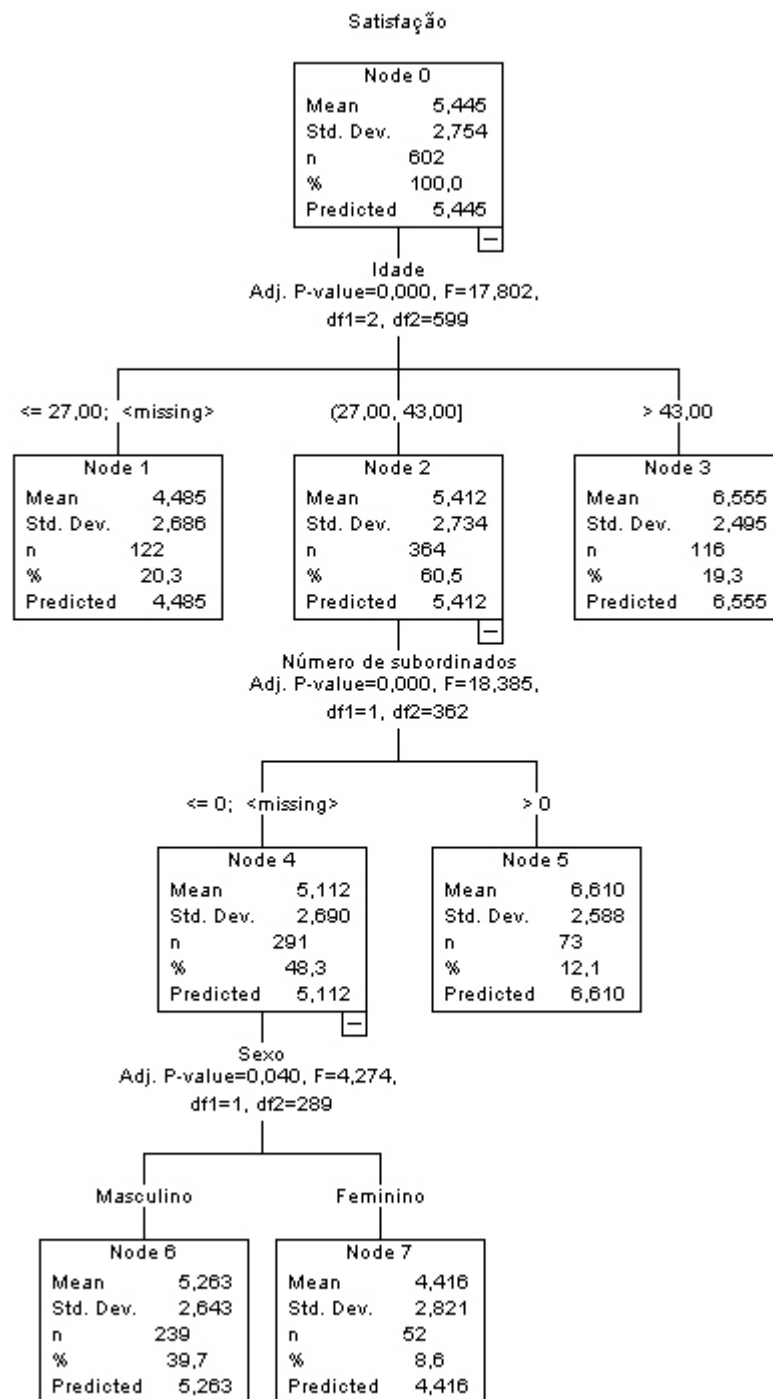 Satisfação
Node 0
Mean 5,445
Std. Dev. 2,754
n 602
% 100,0
Predicted 5,445
Idade
Adj. P-value=0,000, F=17,802,
df1=2, df2=599
<= 27,00; <missing>
(27,00, 43,00]
> 43,00
Node 1
Mean 4,485
Std. Dev. 2,686
n 122
% 20,3
Predicted 4,485
Node 2
Mean 5,412
Std. Dev. 2,734
n 364
% 60,5
Predicted 5,412
Node 3
Mean 6,555
Std. Dev. 2,495
n 116
% 19,3
Predicted 6,555
Número de subordinados
Adj. P-value=0,000, F=18,385,
df1=1, df2=362
<= 0; <missing>
> 0
Node 4
Mean 5,112
Std. Dev. 2,690
n 291
% 48,3
Predicted 5,112
Node 5
Mean 6,610
Std. Dev. 2,588
n 73
% 12,1
Predicted 6,610
Sexo
Adj. P-value=0,040, F=4,274,
df1=1, df2=289
Masculino
Feminino
Node 6
Mean 5,263
Std. Dev. 2,643
n 239
% 39,7
Predicted 5,263
Node 7
Mean 4,416
Std. Dev. 2,821
n 52
% 8,6
Predicted 4,416